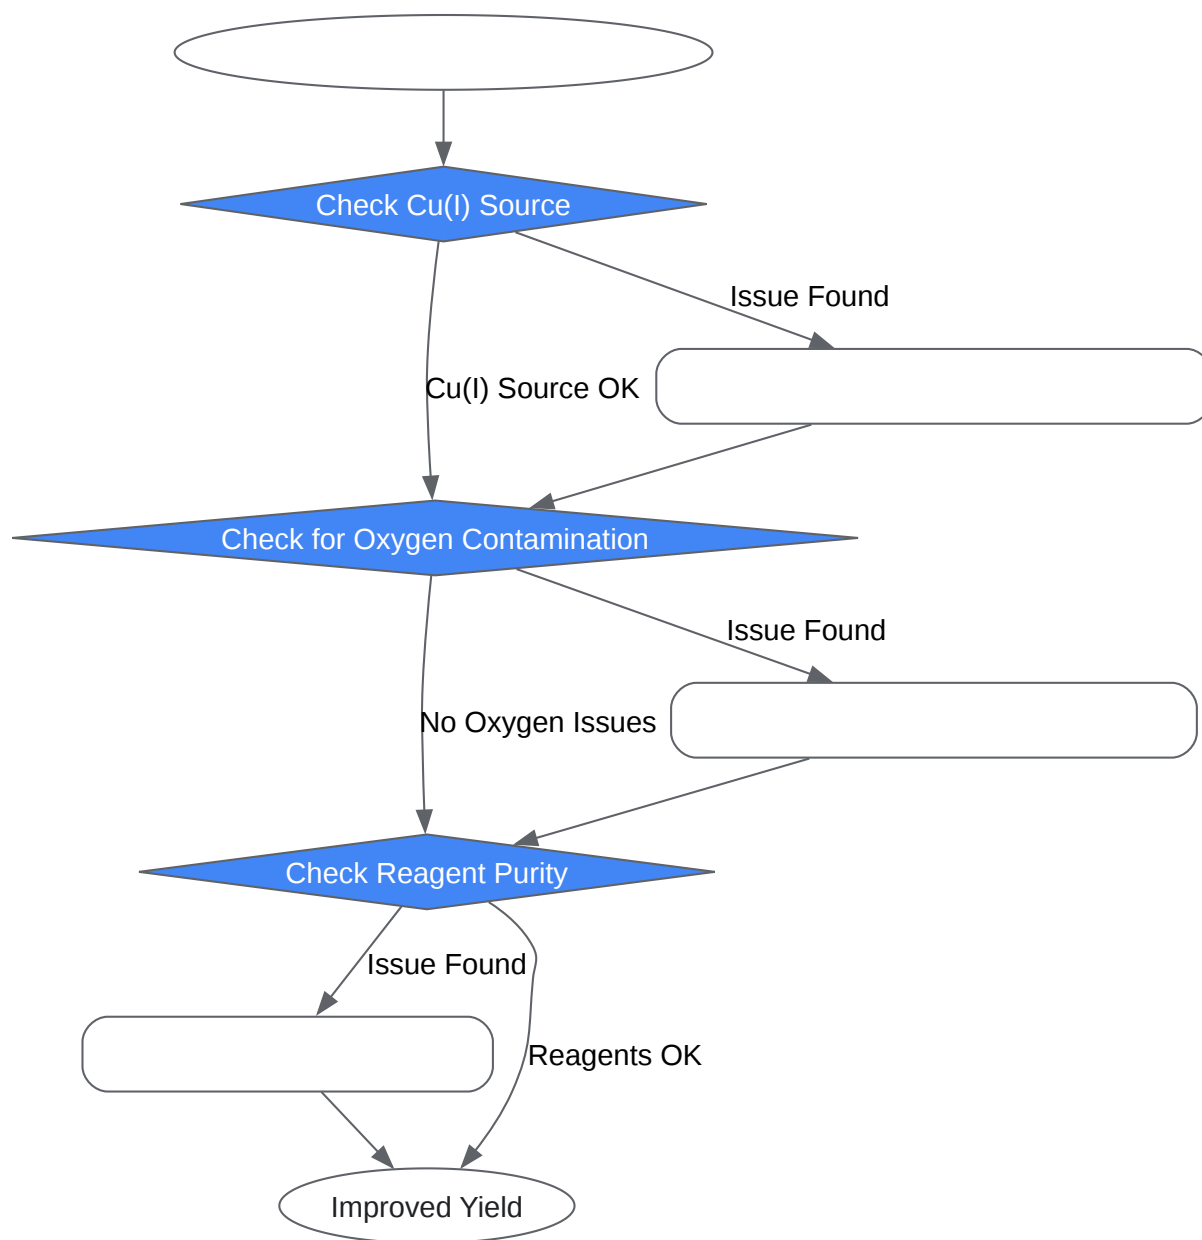 Check Cu(I) Source
Issue Found
Cu(I) Source OK
Check for Oxygen Contamination
Issue Found
No Oxygen Issues
Check Reagent Purity
Issue Found
Reagents OK
Improved Yield